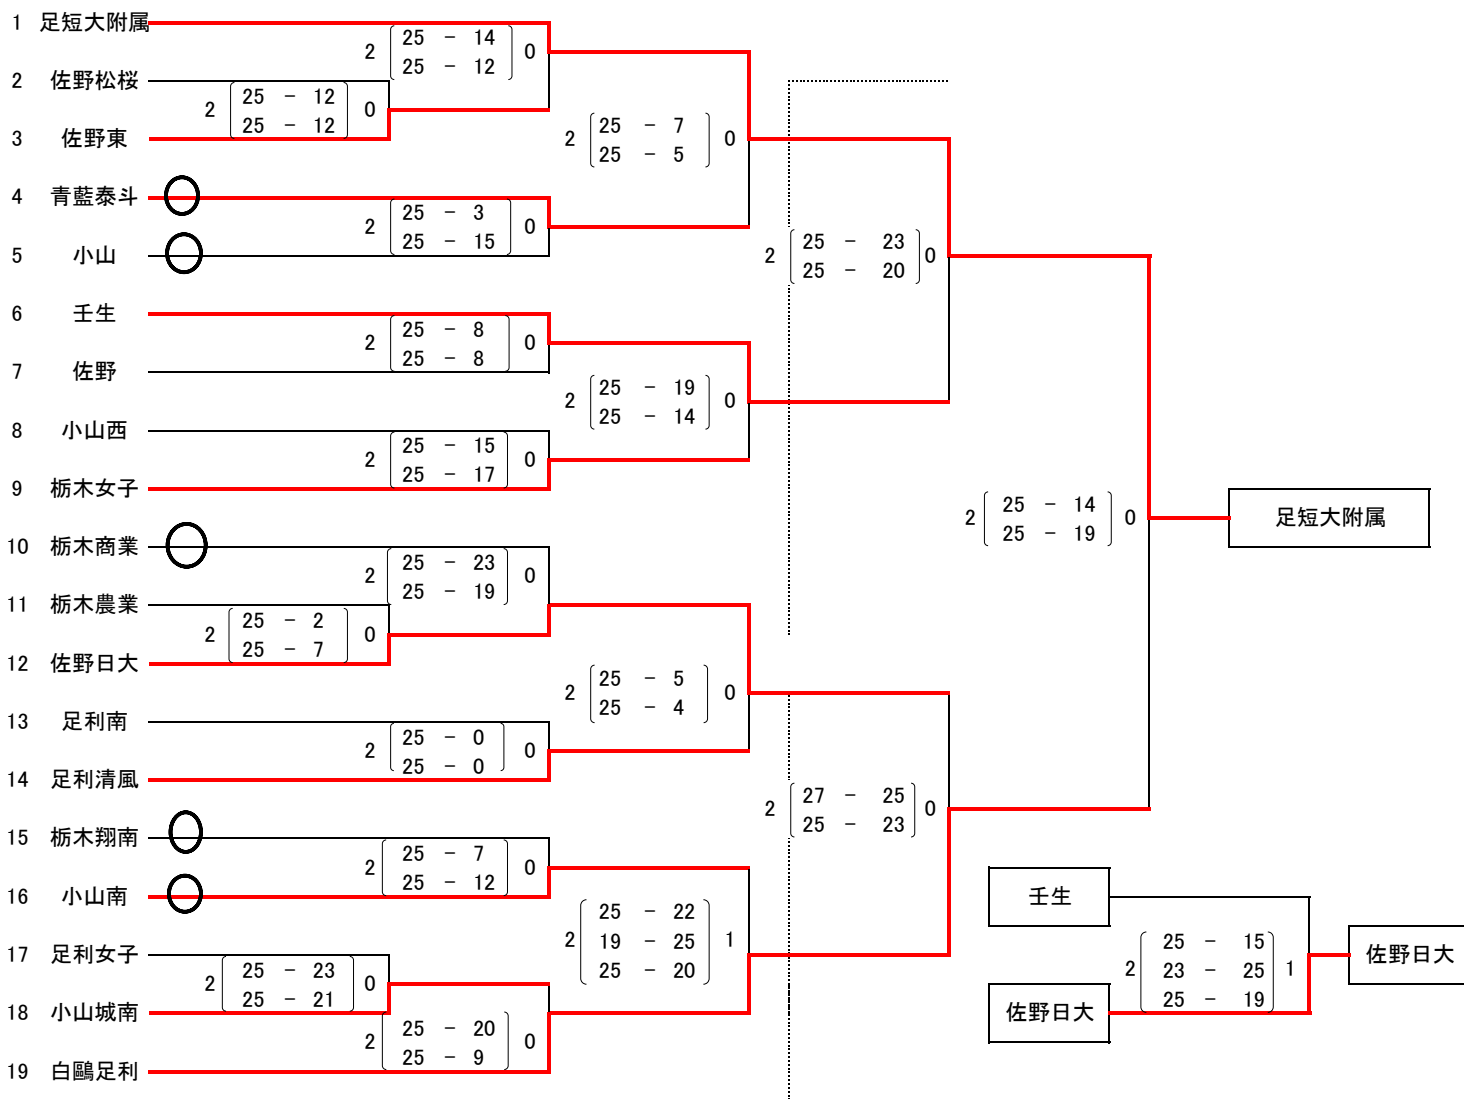 1 足短大附属
2 [25 － 14] 0
25 － 12
2 佐野松桜
2 [25 － 12] 0
25 － 12
3 佐野東
2 [25 － 7] 0
25 － 5
4 青藍泰斗
2 [25 － 3] 0
25 － 15
5 小山
2 [25 － 23] 0
25 － 20
6 壬生
2 [25 － 8] 0
25 － 8
7 佐野
2 [25 － 19] 0
25 － 14
8 小山西
2 [25 － 15] 0
25 － 17
9 栃木女子
2 [25 － 14] 0
25 － 19
足短大附属
10 栃木商業
2 [25 － 23] 0
25 － 19
11 栃木農業
2 [25 － 2] 0
25 － 7
12 佐野日大
2 [25 － 5] 0
25 － 4
13 足利南
2 [25 － 0] 0
25 － 0
14 足利清風
2 [27 － 25] 0
25 － 23
15 栃木翔南
2 [25 － 7] 0
25 － 12
16 小山南
2 [25 － 22] 1
19 － 25
25 － 20
17 足利女子
2 [25 － 23] 0
25 － 21
18 小山城南
2 [25 － 20] 0
25 － 9
19 白鷗足利
壬生
2 [25 － 15] 1
23 － 25
25 － 19
佐野日大
佐野日大